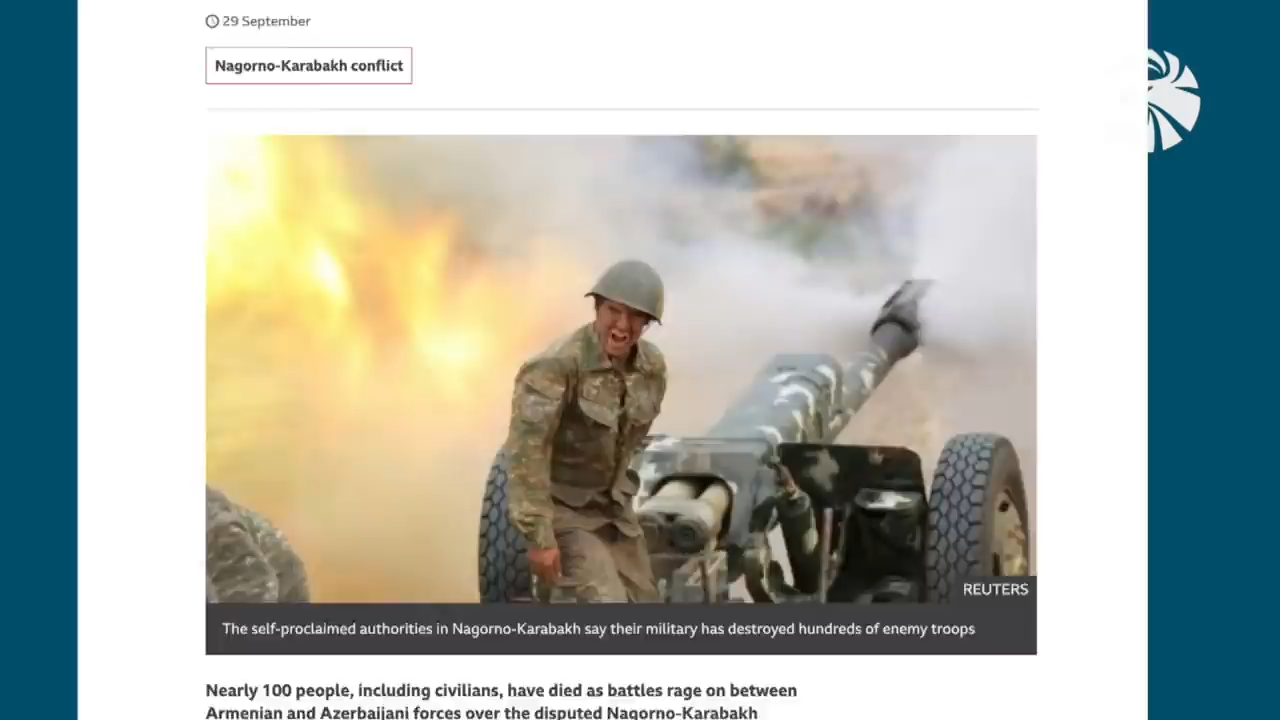 29 September
Nagorno-Karabakh conflict
REUTERS
The self-proclaimed authorities in Nagorno-Karabakh say their military has destroyed hundreds of enemy troops
Nearly 100 people, including civilians, have died as battles rage on between
Armenian and Azerbaijani forces over the disputed Nagorno-Karabakh